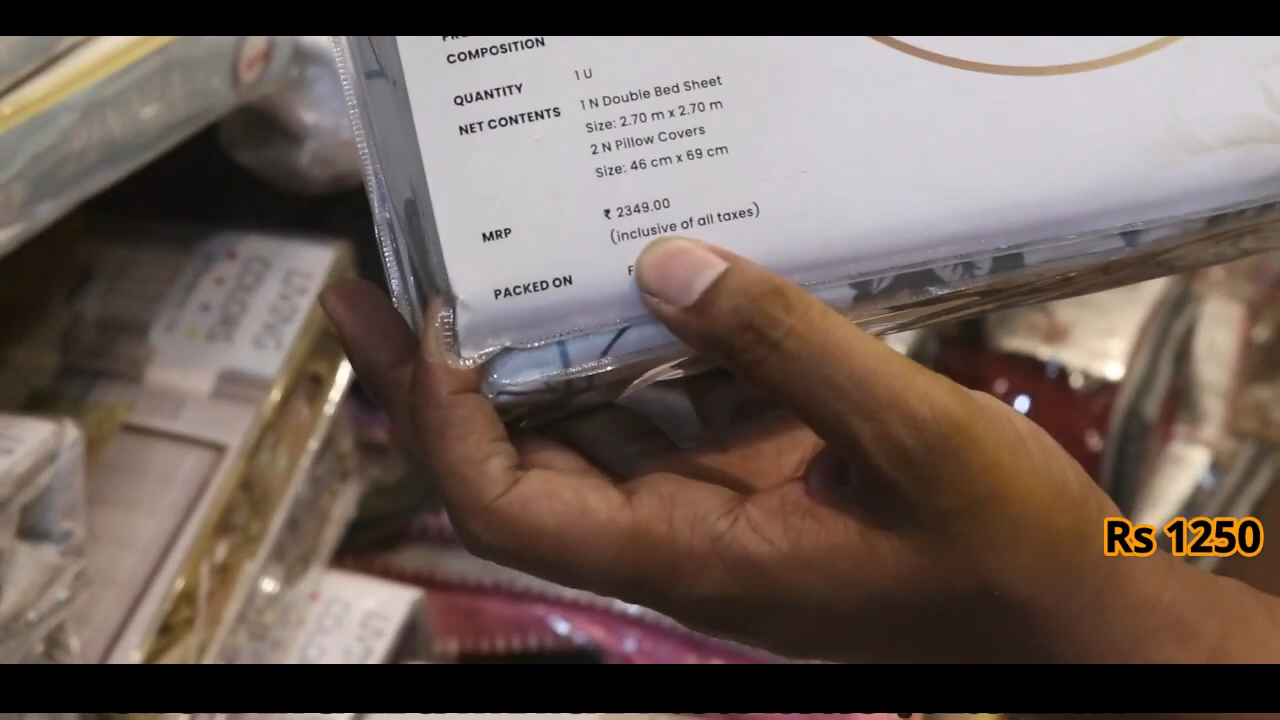 COMPOSITION
QUANTITY 1 U
NET CONTENTS 1 N Double Bed Sheet
Size: 2.70 m x 2.70 m
2 N Pillow Covers
Size: 46 cm x 69 cm
MRP ₹ 2349.00
(inclusive of all taxes)
PACKED ON
Rs 1250